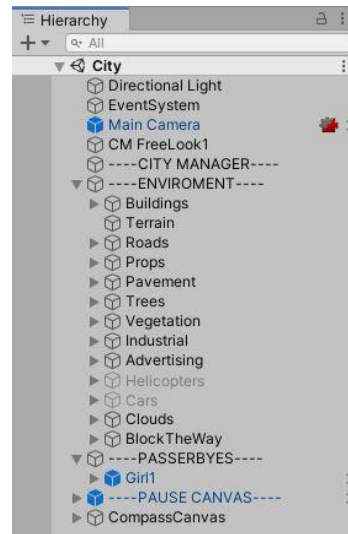 Hierarchy
All
City
Directional Light
EventSystem
Main Camera
CM FreeLook1
----CITY MANAGER----
----ENVIROMENT----
Buildings
Terrain
Roads
Props
Pavement
Trees
Vegetation
Industrial
Advertising
Helicopters
Cars
Clouds
BlockTheWay
----PASSERBYES----
Girl1
----PAUSE CANVAS----
CompassCanvas